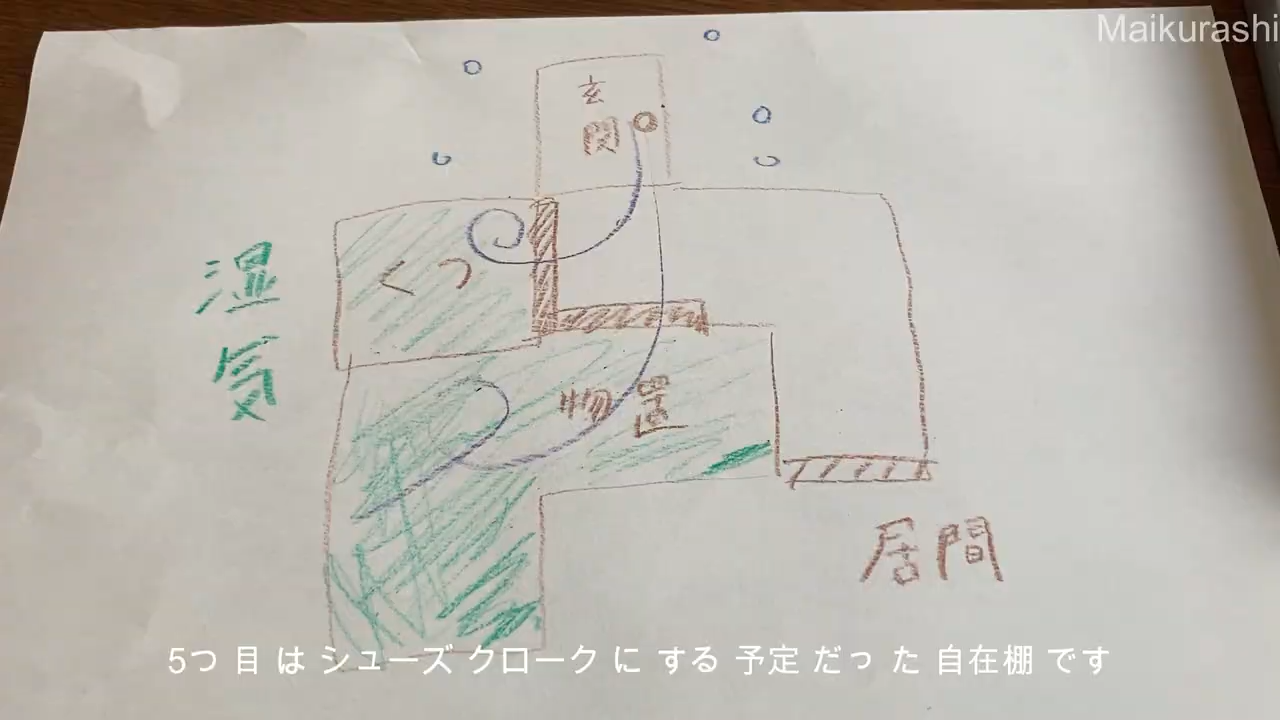 Maikurashi
玄
関
くつ
湿
気
物置
居間
5つ 目 は シューズ クローク に する 予定 だっ た 自在棚 です